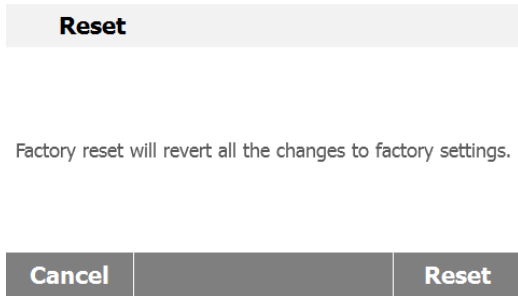 Reset
Factory reset will revert all the changes to factory settings.
Cancel Reset